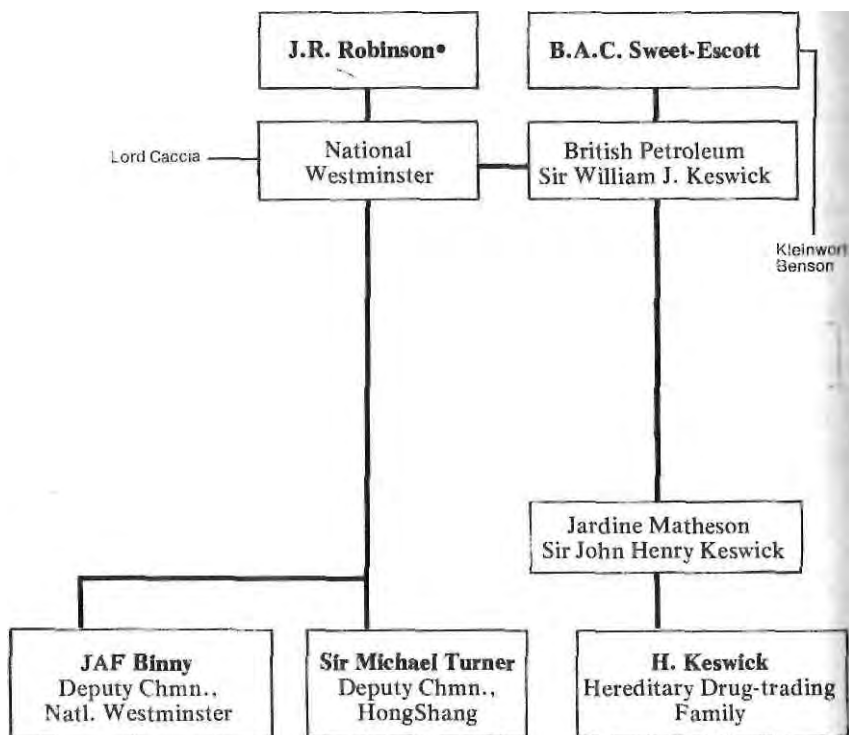 J.R. Robinson•
B.A.C. Sweet-Escott
Lord Caccia
National
Westminster
British Petroleum
Sir William J. Keswick
Kleinwort
Benson
Jardine Matheson
Sir John Henry Keswick
JAF Binny
Deputy Chmn.,
Natl. Westminster
Sir Michael Turner
Deputy Chmn.,
HongShang
H. Keswick
Hereditary Drug-trading
Family